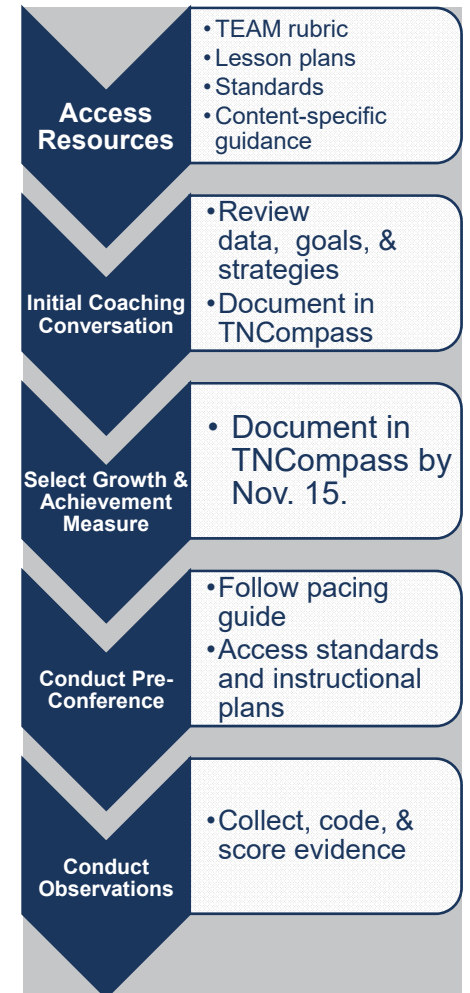 Access
Resources
• TEAM rubric
• Lesson plans
• Standards
• Content-specific
guidance
Initial Coaching
Conversation
• Review
data, goals, &
strategies
• Document in
TNCompass
Select Growth &
Achievement
Measure
• Document in
TNCompass by
Nov. 15.
Conduct Pre-
Conference
• Follow pacing
guide
• Access standards
and instructional
plans
Conduct
Observations
• Collect, code, &
score evidence